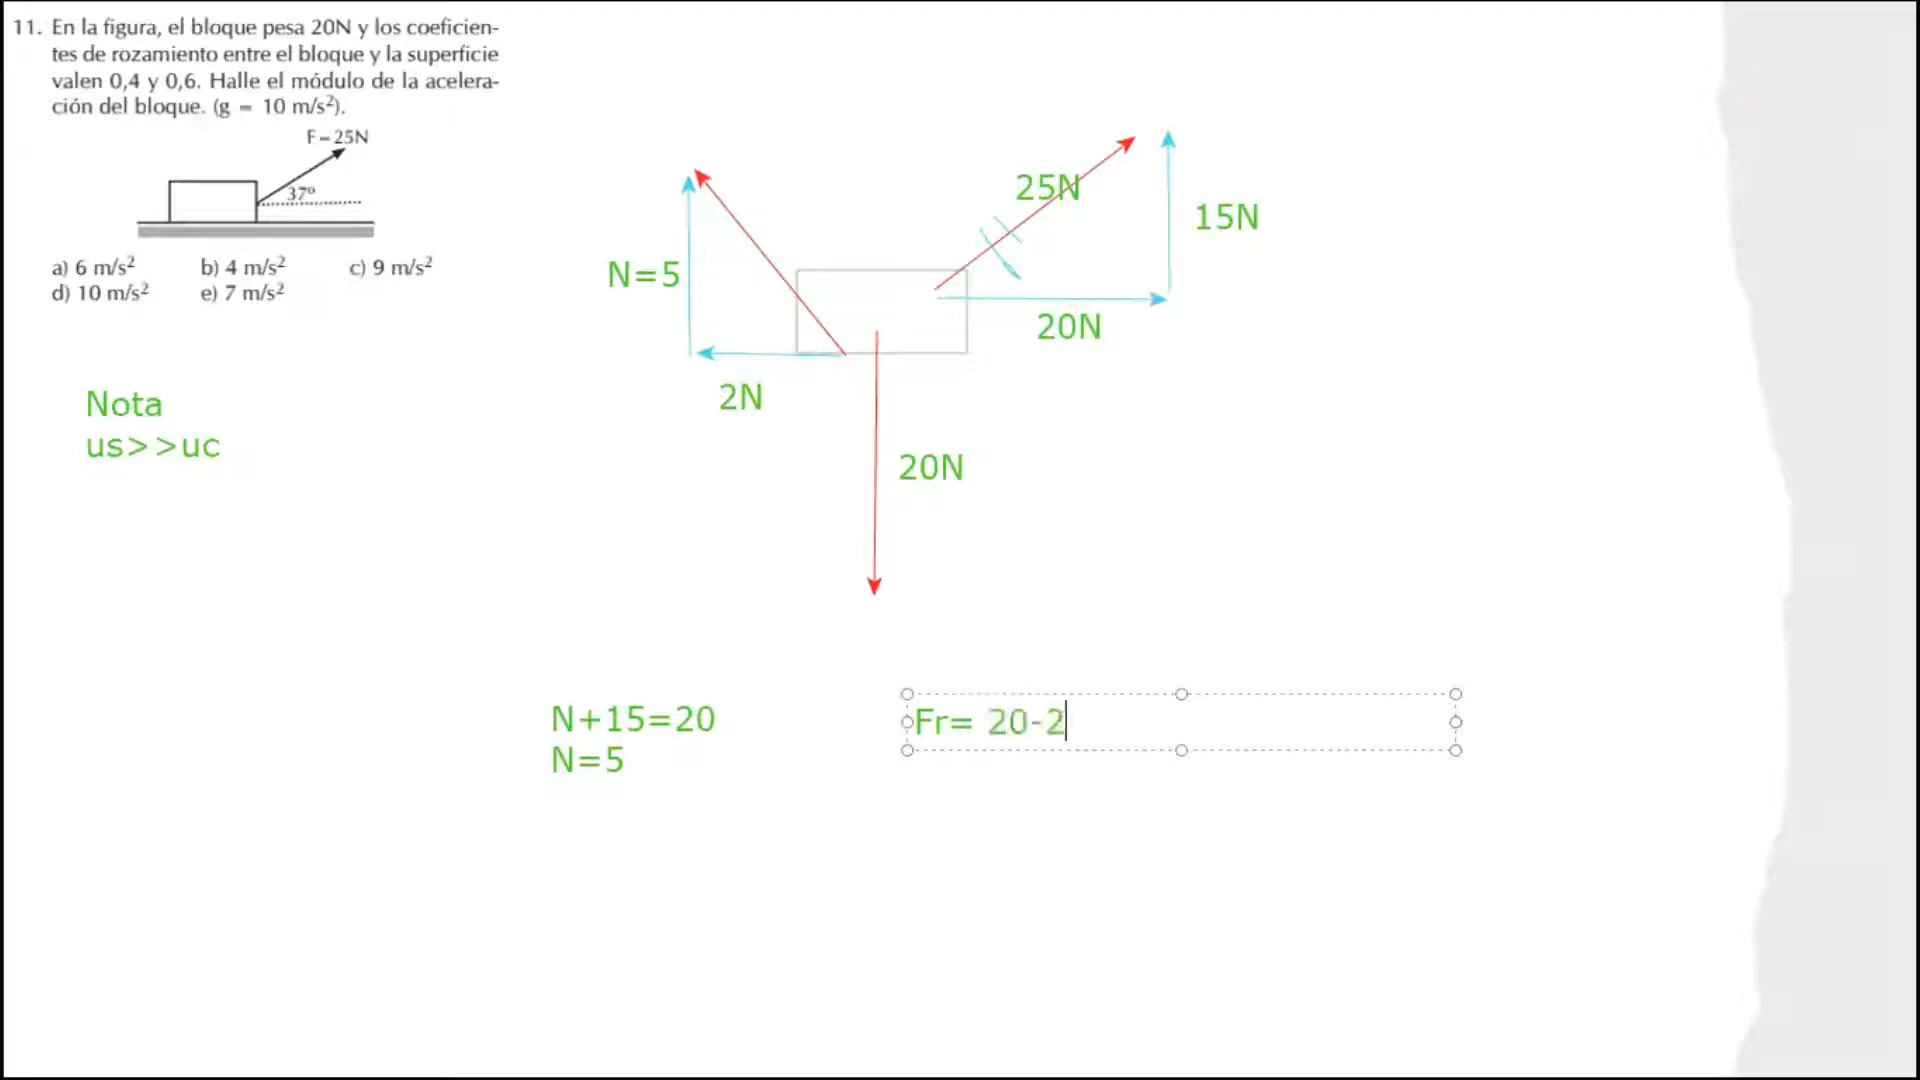 11. En la figura, el bloque pesa 20N y los coeficien-
tes de rozamiento entre el bloque y la superficie
valen 0,4 y 0,6. Halle el módulo de la acelera-
ción del bloque. (g = 10 m/s²).
F=25N
37º
a) 6 m/s² b) 4 m/s² c) 9 m/s²
d) 10 m/s² e) 7 m/s²
25N
15N
N=5
20N
2N
Nota
us>>uc
20N
N+15=20
N=5
Fr= 20-2